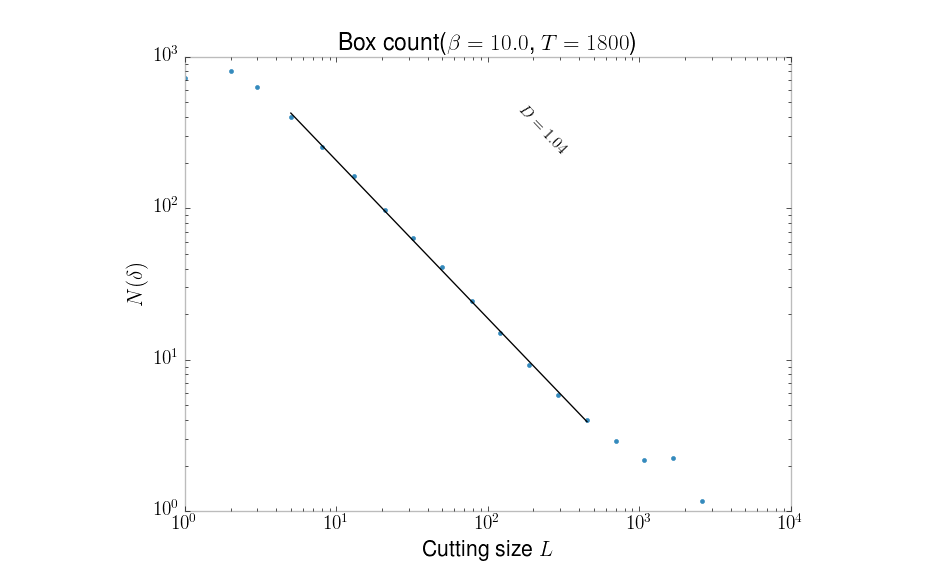 Box count(β = 10.0, T = 1800)
10³
D = 1.04
10²
N(δ)
10¹
10⁰
10⁰ 10¹ 10² 10³ 10⁴
Cutting size L